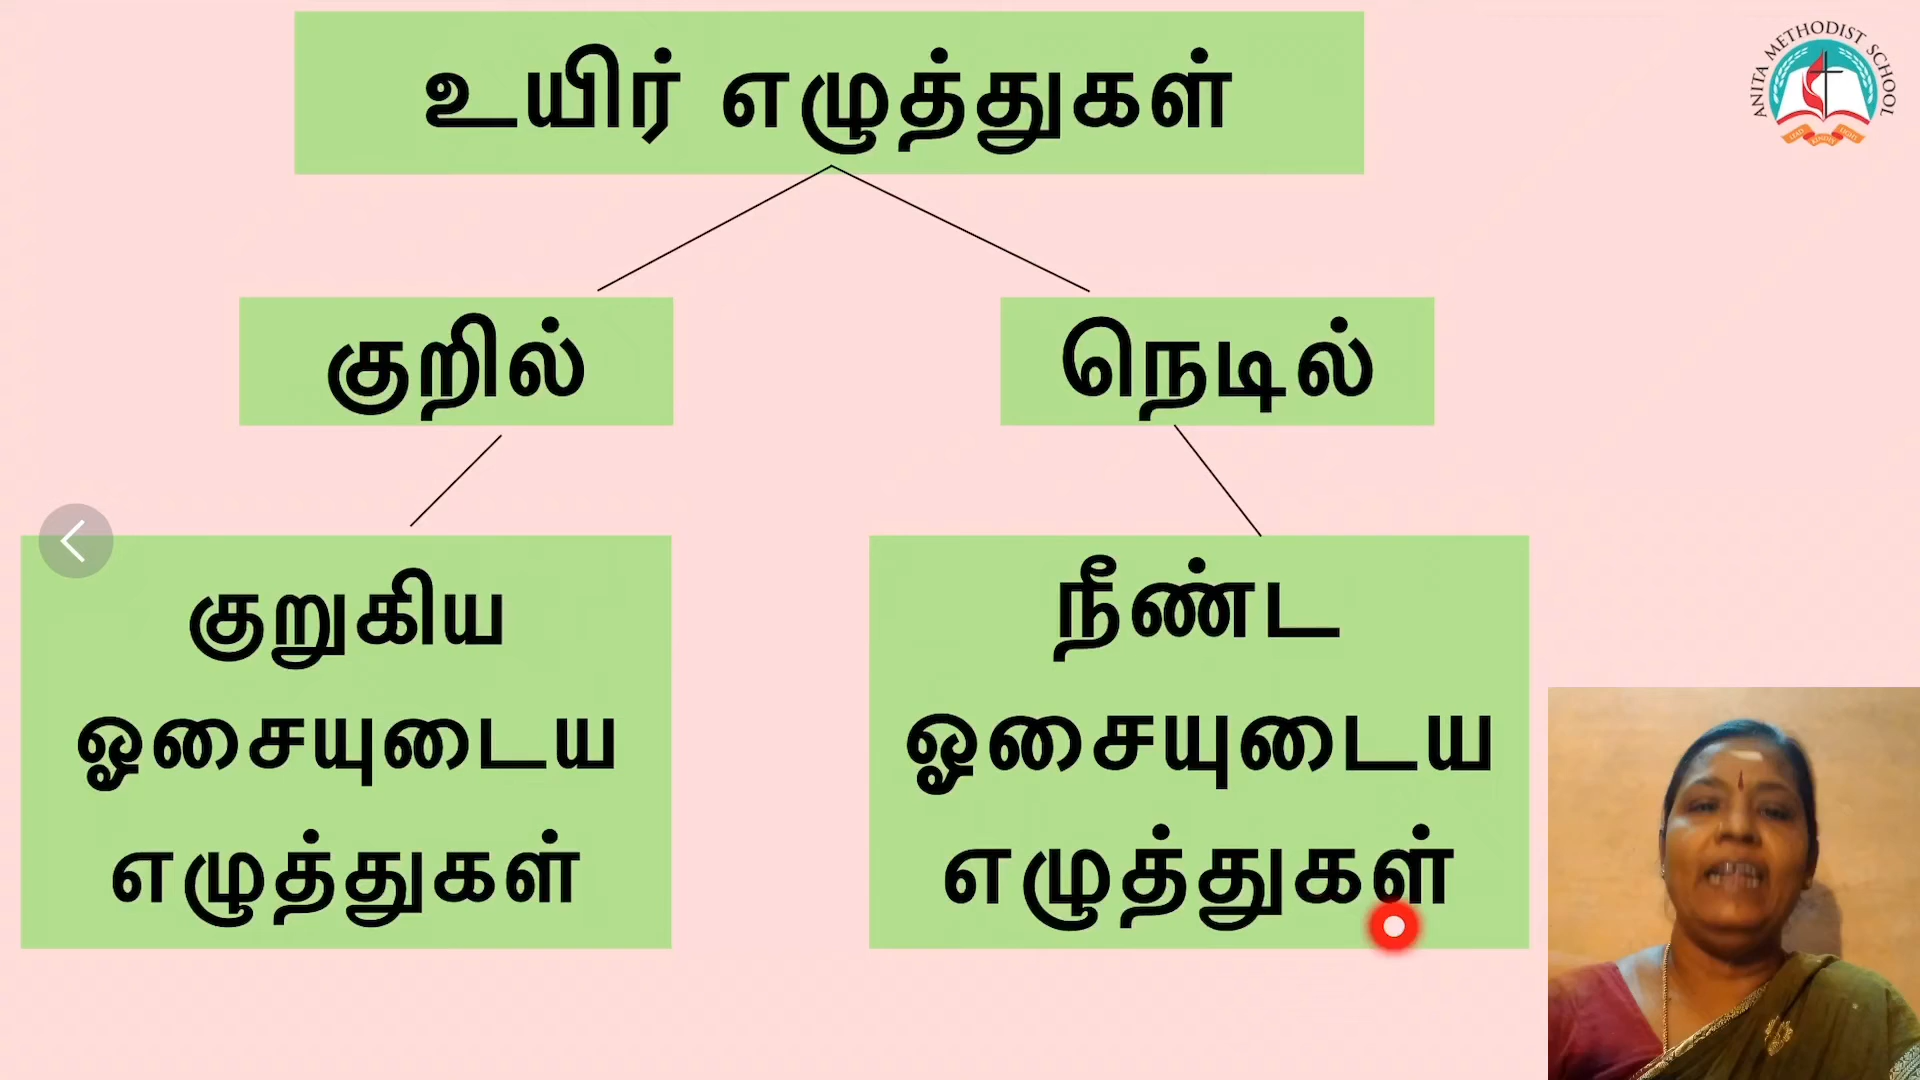 உயிர் எழுத்துகள்
ANITA METHODIST SCHOOL
குறில்
நெடில்
குறுகிய
ஓசையுடைய
எழுத்துகள்
நீண்ட
ஓசையுடைய
எழுத்துகள்